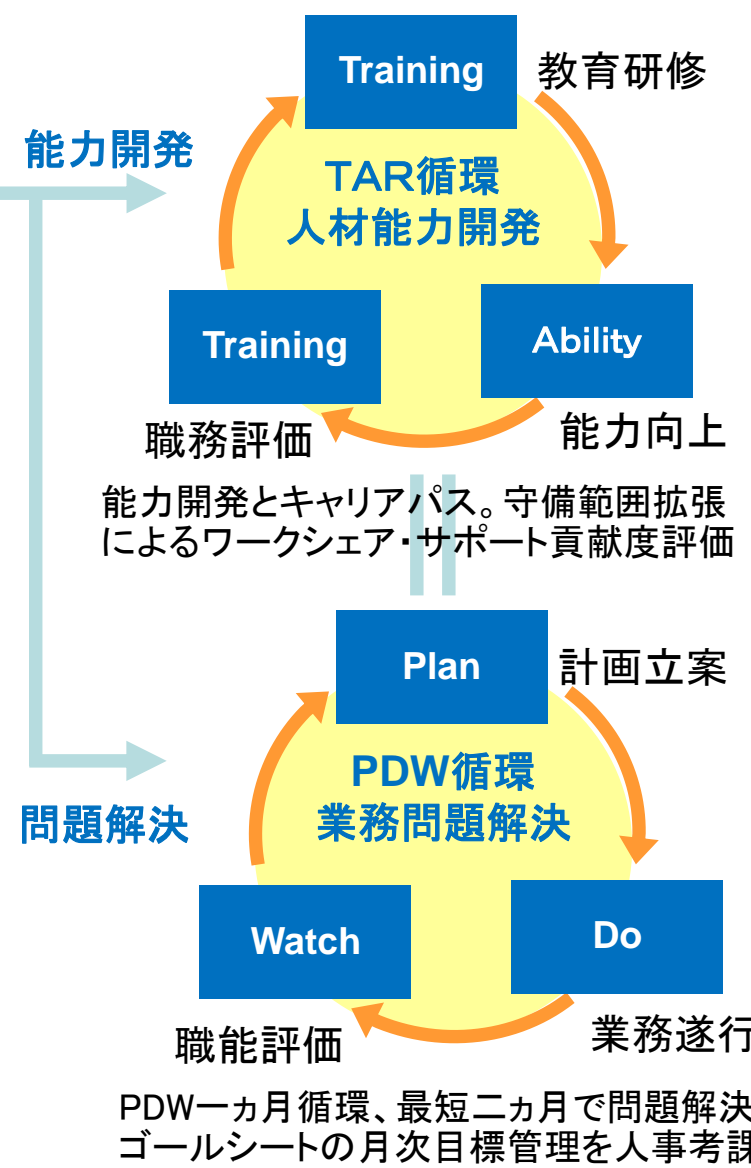 Training
教育研修
能力開発
TAR循環
人材能力開発
Training
Ability
職務評価
能力向上
能力開発とキャリアパス。守備範囲拡張
によるワークシェア・サポート貢献度評価
Plan
計画立案
PDW循環
業務問題解決
問題解決
Watch
Do
職能評価
業務遂行
PDW一ヵ月循環、最短二ヵ月で問題解決
ゴールシートの月次目標管理を人事考課